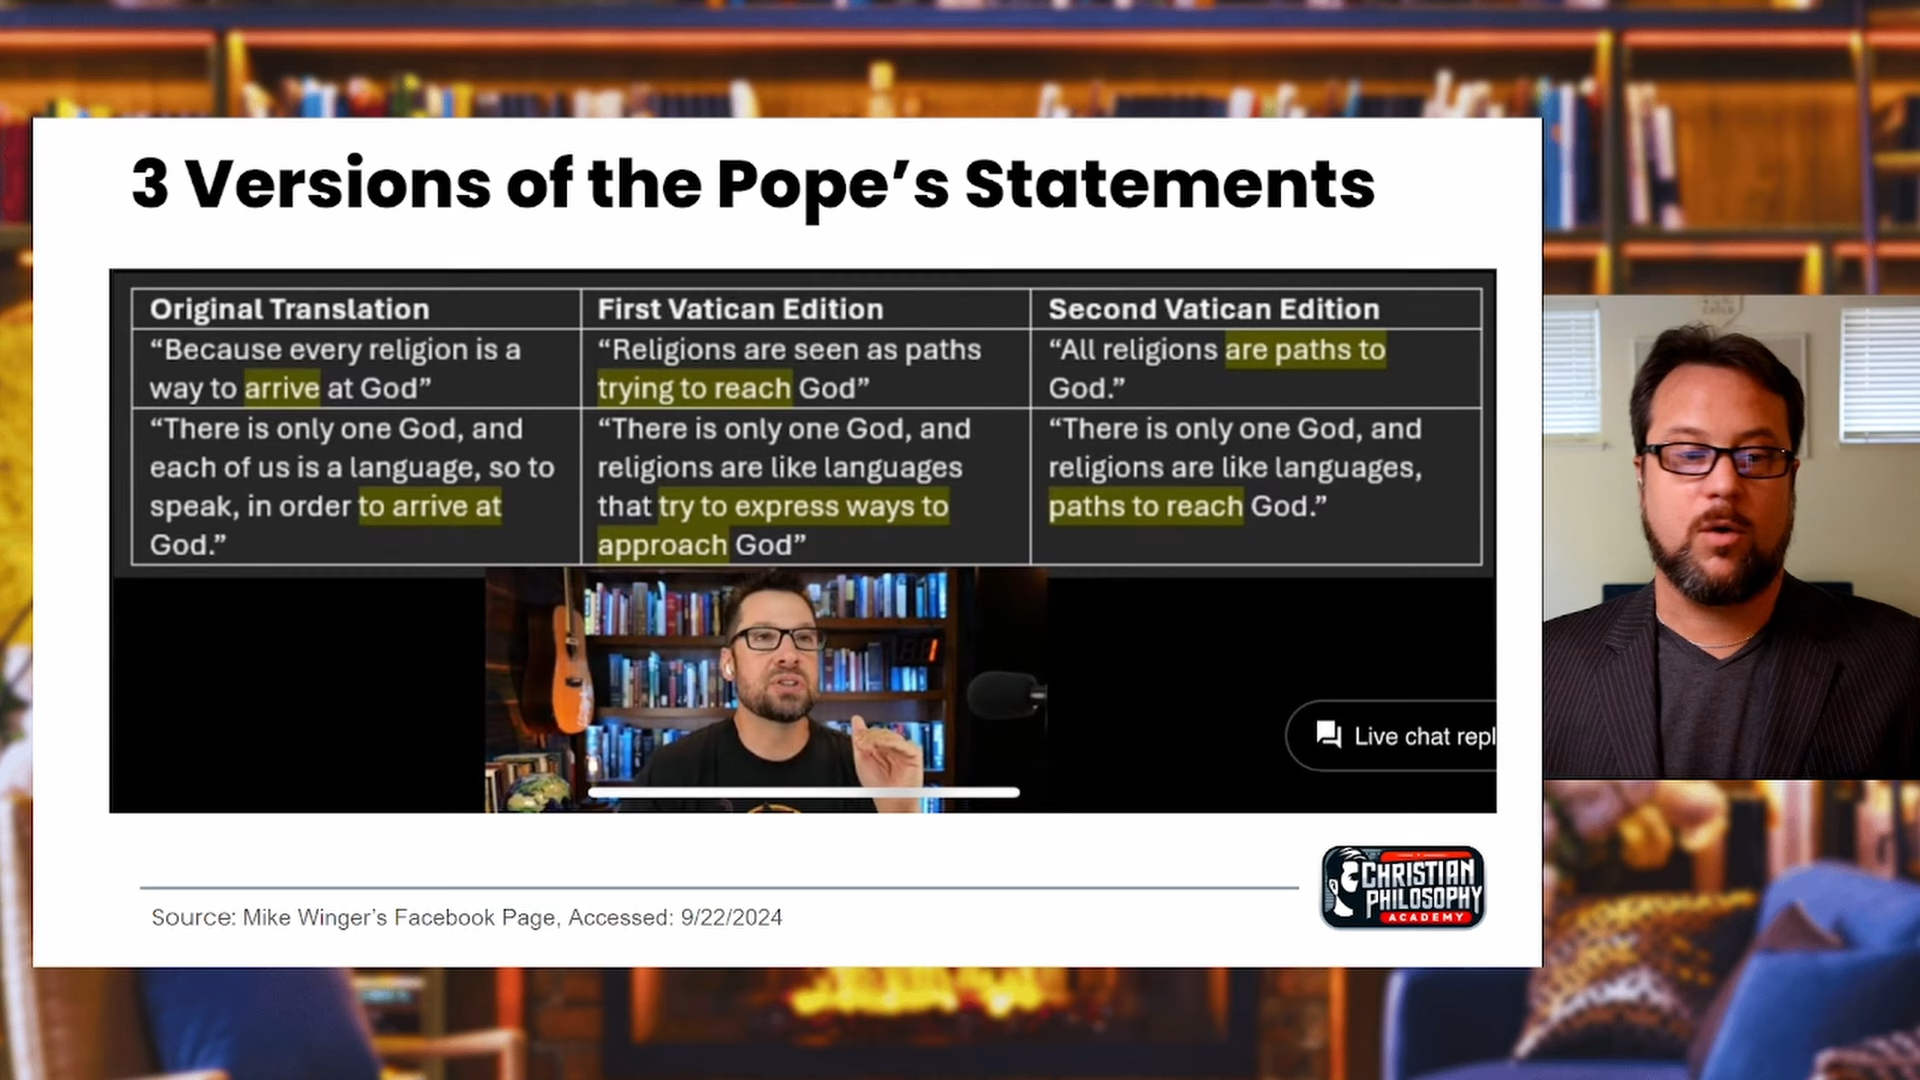 3 Versions of the Pope’s Statements
Original Translation
First Vatican Edition
Second Vatican Edition
“Because every religion is a
way to arrive at God”
“Religions are seen as paths
trying to reach God”
“All religions are paths to
God.”
“There is only one God, and
each of us is a language, so to
speak, in order to arrive at
God.”
“There is only one God, and
religions are like languages
that try to express ways to
approach God”
“There is only one God, and
religions are like languages,
paths to reach God.”
Live chat repl
Source: Mike Winger’s Facebook Page, Accessed: 9/22/2024
CHRISTIAN
PHILOSOPHY
ACADEMY